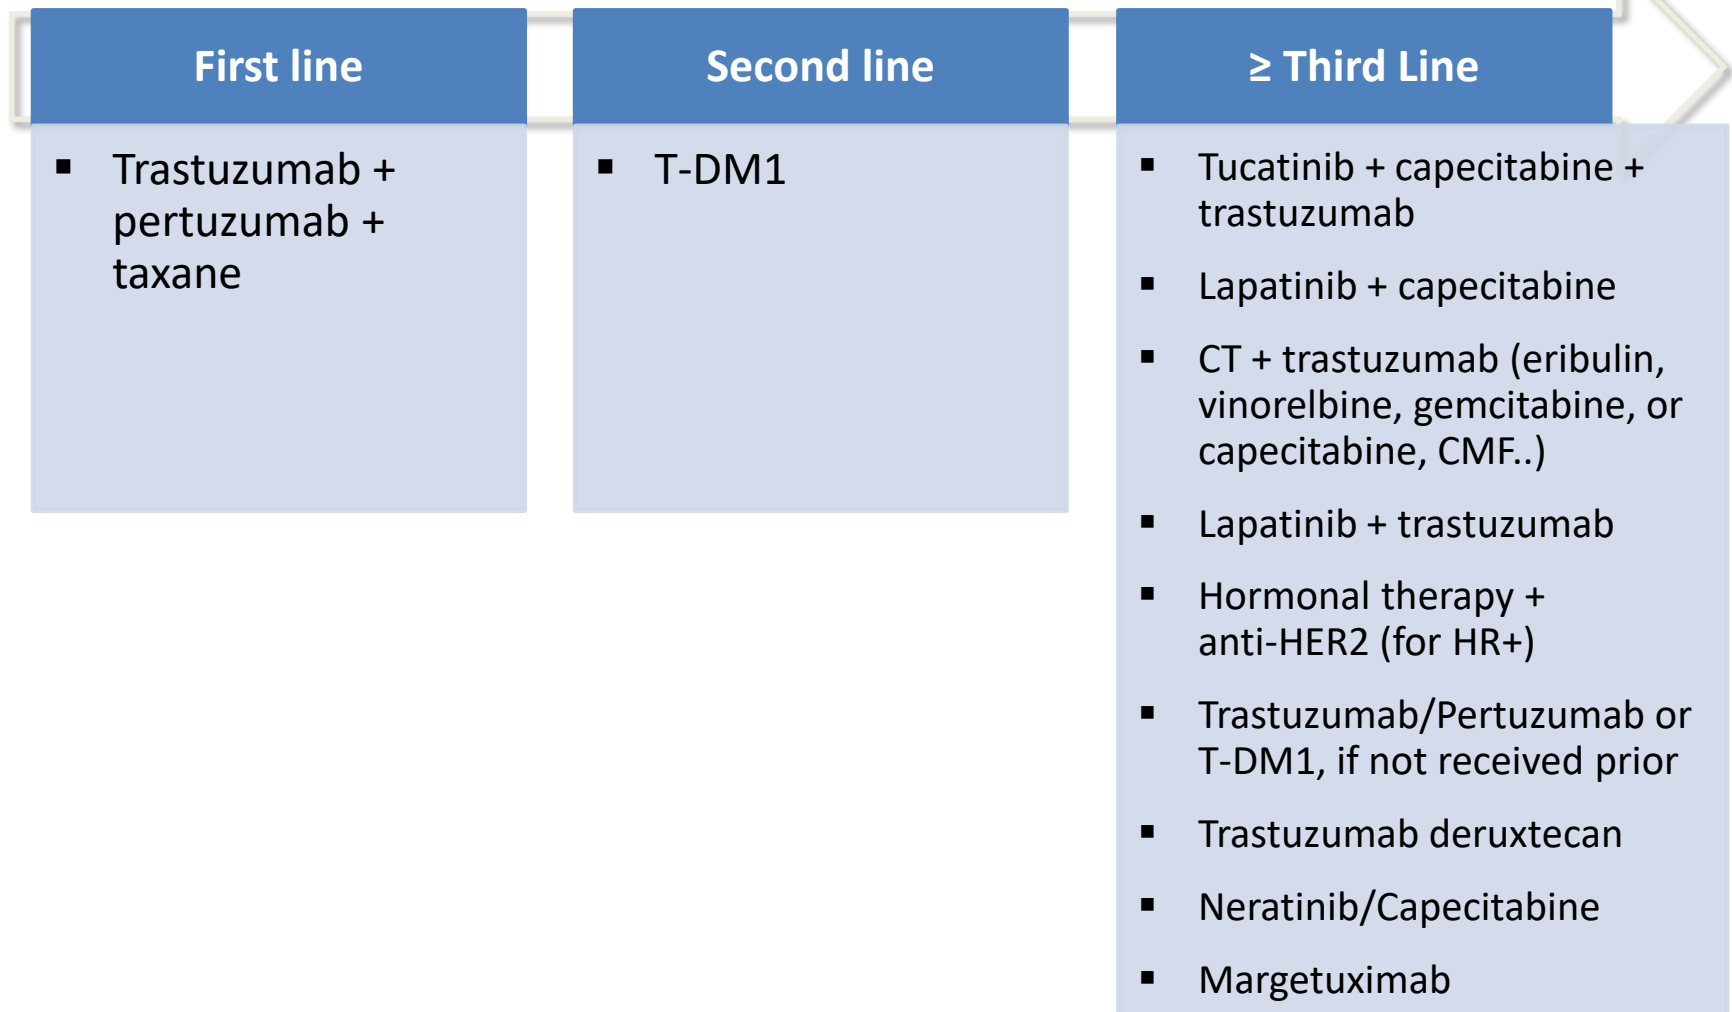 First line
Second line
≥ Third Line
▪ Trastuzumab +
pertuzumab +
taxane
▪ T-DM1
▪ Tucatinib + capecitabine +
trastuzumab
▪ Lapatinib + capecitabine
▪ CT + trastuzumab (eribulin,
vinorelbine, gemcitabine, or
capecitabine, CMF..)
▪ Lapatinib + trastuzumab
▪ Hormonal therapy +
anti-HER2 (for HR+)
▪ Trastuzumab/Pertuzumab or
T-DM1, if not received prior
▪ Trastuzumab deruxtecan
▪ Neratinib/Capecitabine
▪ Margetuximab